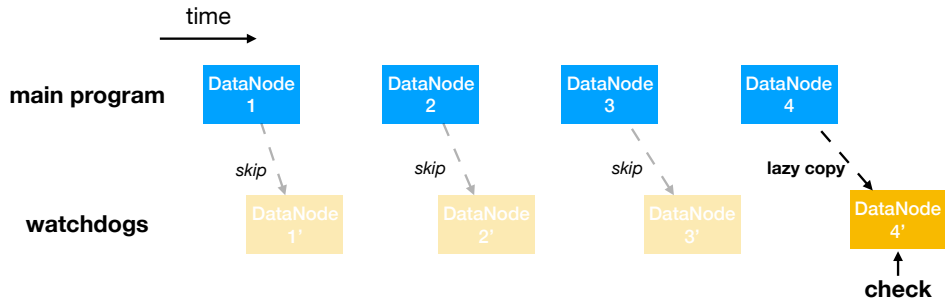 time
main program
DataNode
1
DataNode
2
DataNode
3
DataNode
4
skip
skip
skip
lazy copy
watchdogs
DataNode
1'
DataNode
2'
DataNode
3'
DataNode
4'
check